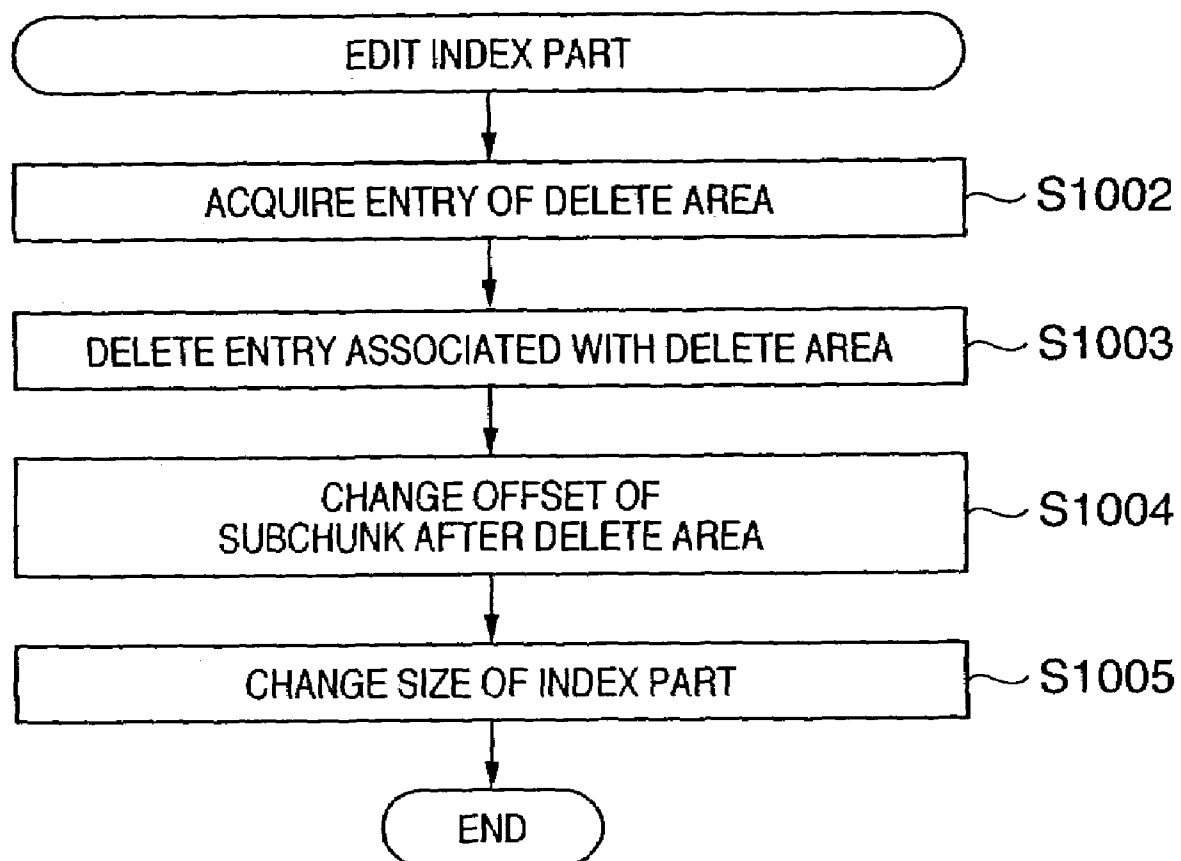 EDIT INDEX PART
ACQUIRE ENTRY OF DELETE AREA
S1002
DELETE ENTRY ASSOCIATED WITH DELETE AREA
S1003
CHANGE OFFSET OF
SUBCHUNK AFTER DELETE AREA
S1004
CHANGE SIZE OF INDEX PART
S1005
END